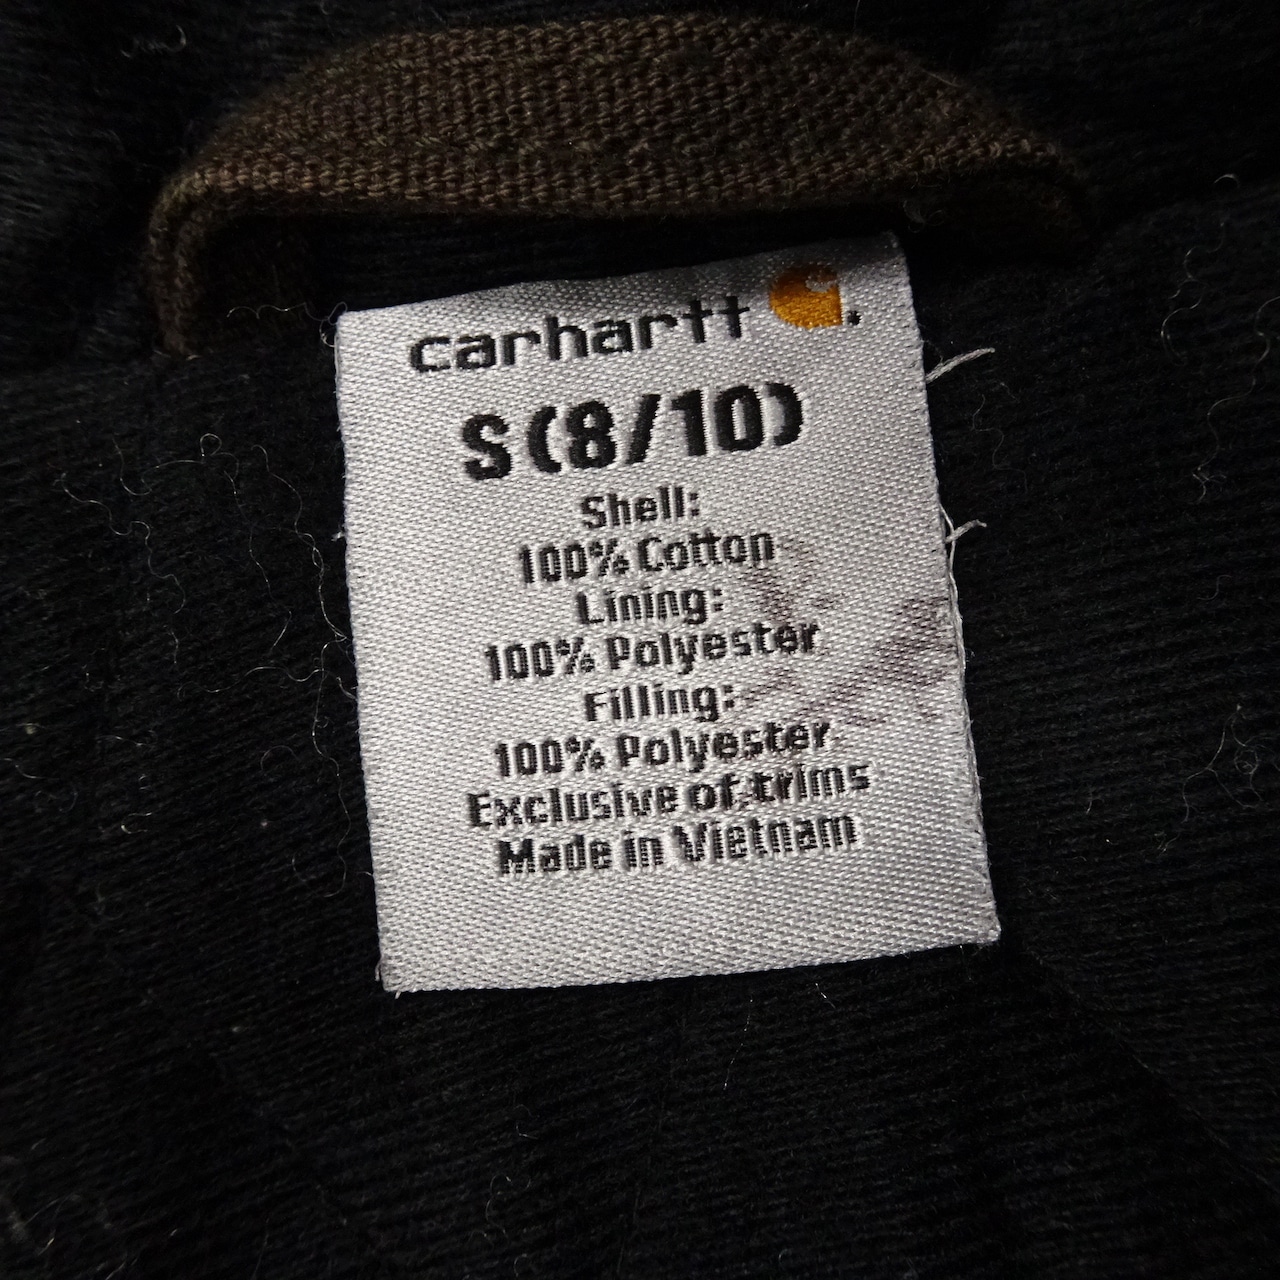 carhartt
S (8/10)
Shell:
100% Cotton
Lining:
100% Polyester
Filling:
100% Polyester
Exclusive of trims
Made in Vietnam